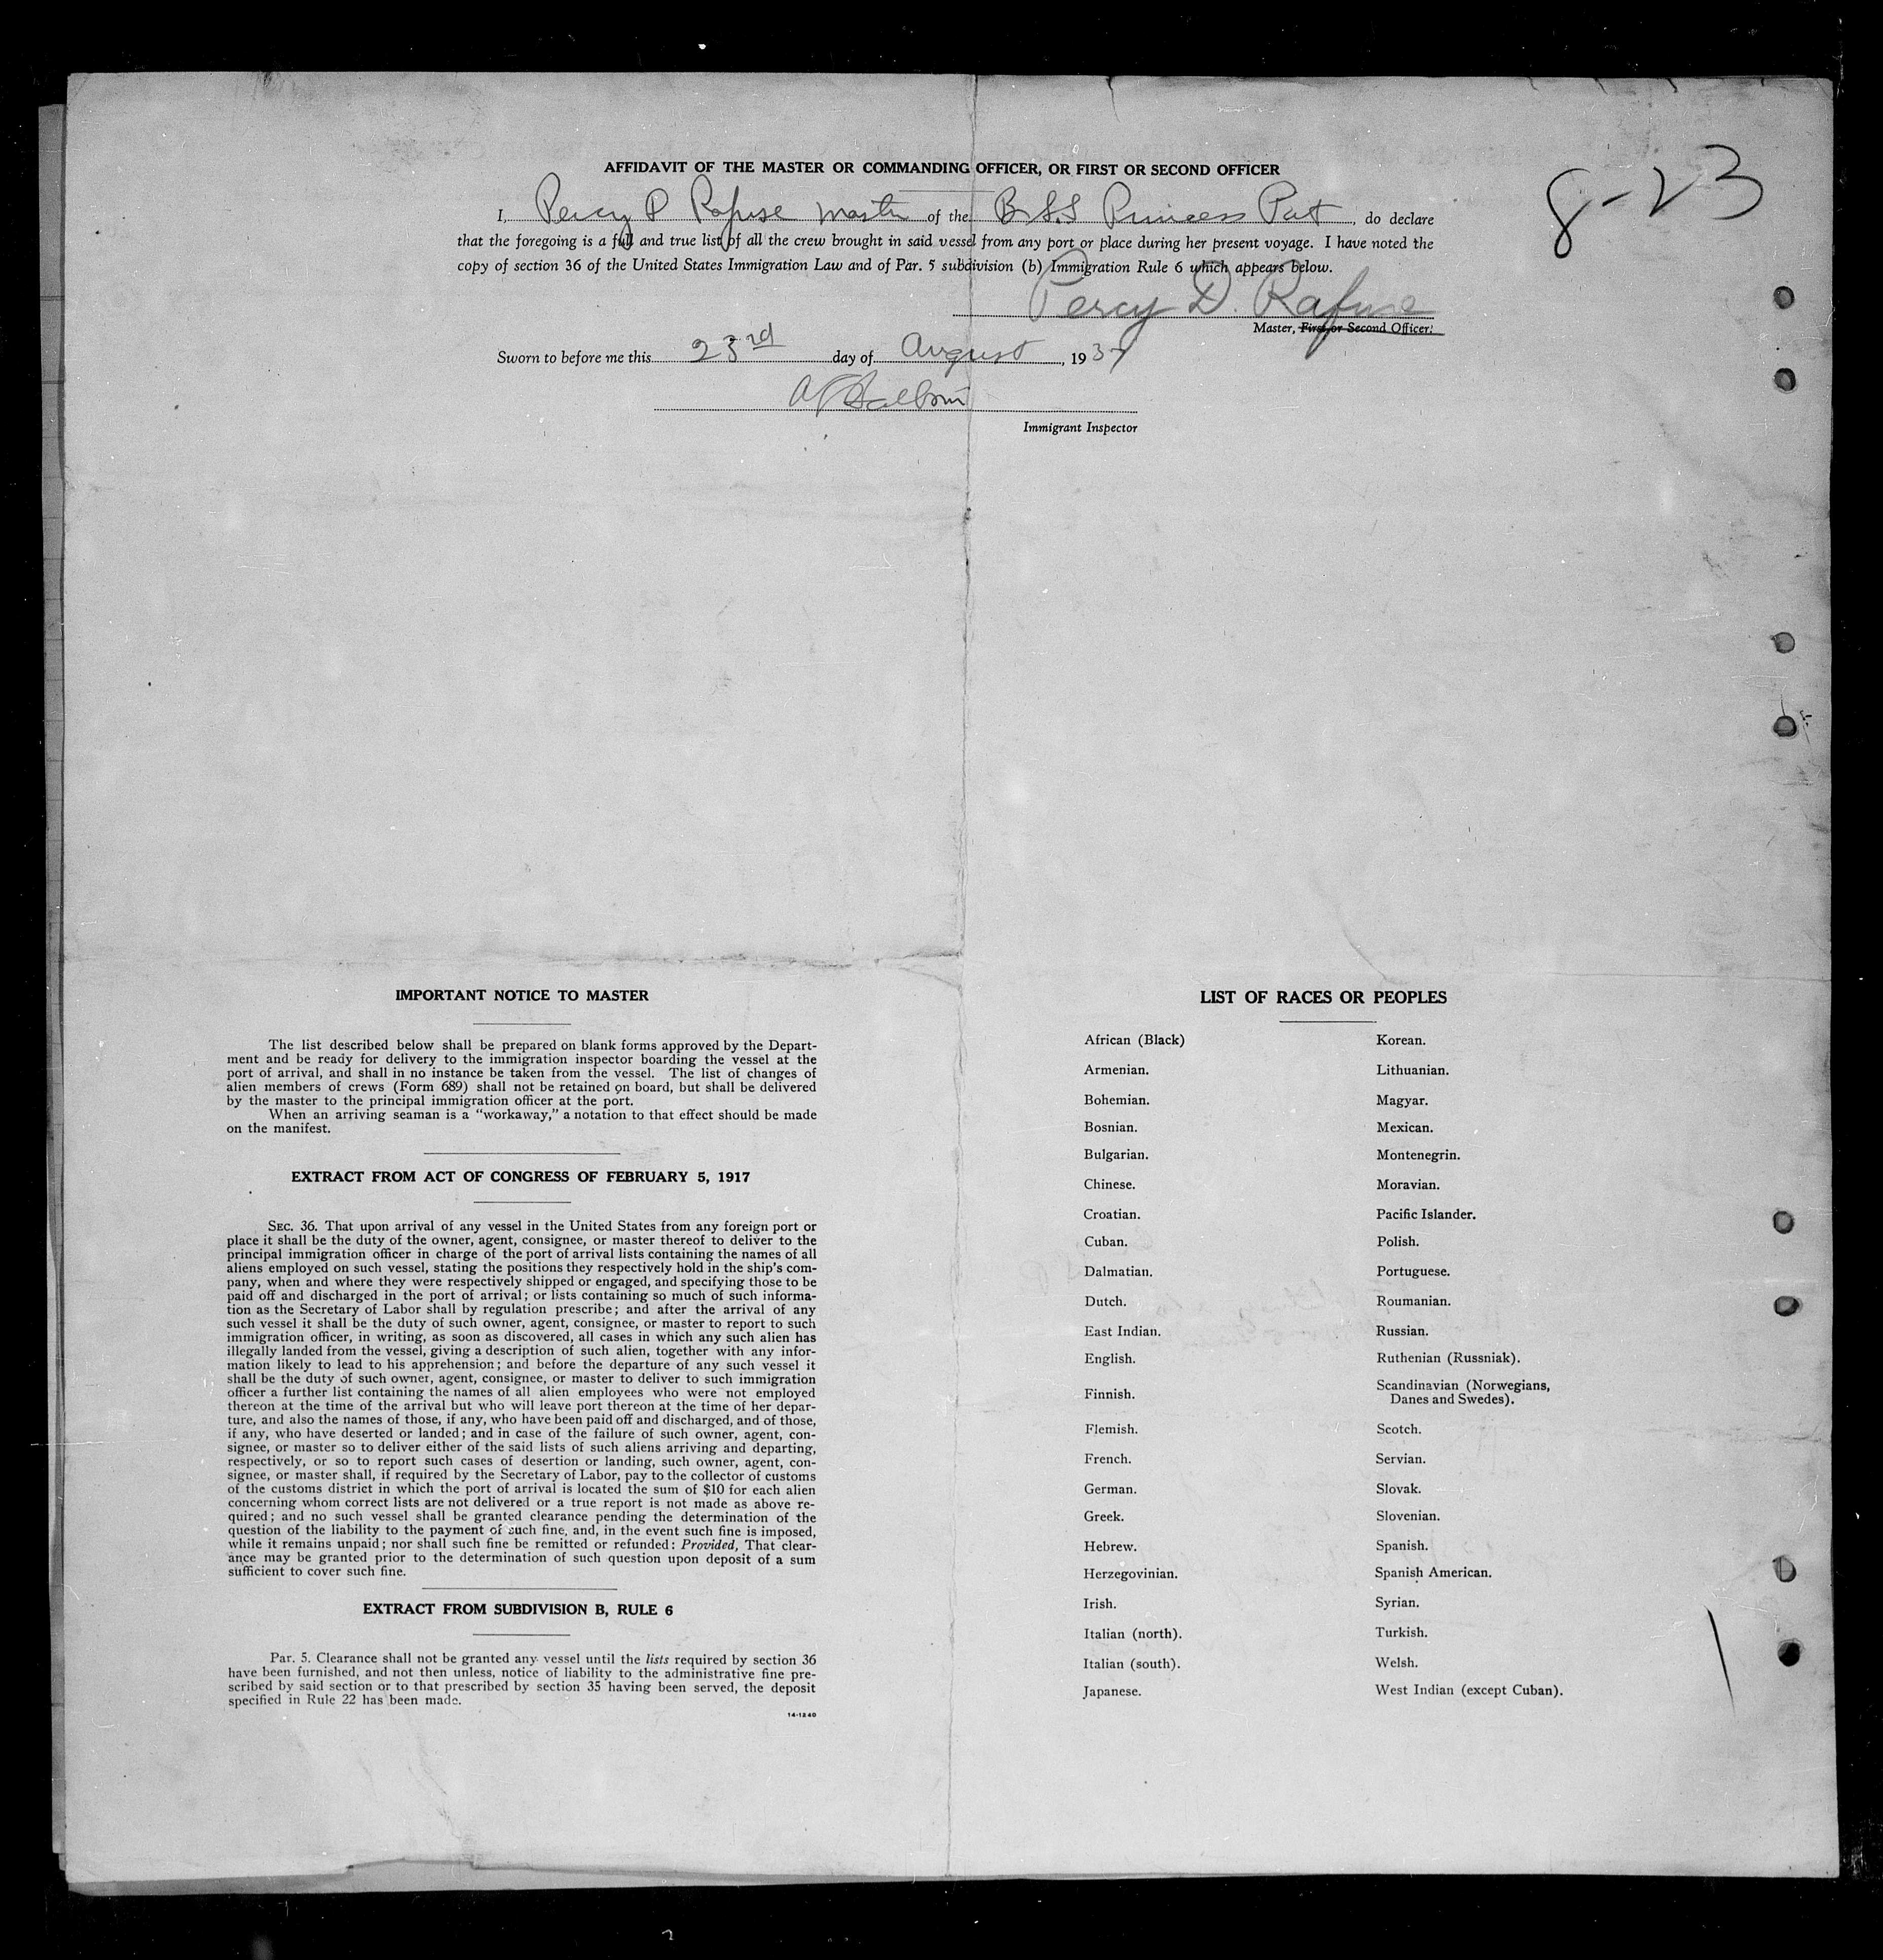 8-23
AFFIDAVIT OF THE MASTER OR COMMANDING OFFICER, OR FIRST OR SECOND OFFICER
I, Percy D Rafuse master of the Br S.S Princess Pat, do declare
that the foregoing is a full and true list of all the crew brought in said vessel from any port or place during her present voyage. I have noted the
copy of section 36 of the United States Immigration Law and of Par. 5 subdivision (b) Immigration Rule 6 which appears below.
Percy D. Rafuse
Master, First or Second Officer.
Sworn to before me this 23rd day of August, 1937
Immigrant Inspector
IMPORTANT NOTICE TO MASTER
The list described below shall be prepared on blank forms approved by the Depart-
ment and be ready for delivery to the immigration inspector boarding the vessel at the
port of arrival, and shall in no instance be taken from the vessel. The list of changes of
alien members of crews (Form 689) shall not be retained on board, but shall be delivered
by the master to the principal immigration officer at the port.
When an arriving seaman is a "workaway," a notation to that effect should be made
on the manifest.
EXTRACT FROM ACT OF CONGRESS OF FEBRUARY 5, 1917
SEC. 36. That upon arrival of any vessel in the United States from any foreign port or
place it shall be the duty of the owner, agent, consignee, or master thereof to deliver to the
principal immigration officer in charge of the port of arrival lists containing the names of all
aliens employed on such vessel, stating the positions they respectively hold in the ship's com-
pany, when and where they were respectively shipped or engaged, and specifying those to be
paid off and discharged in the port of arrival; or lists containing so much of such informa-
tion as the Secretary of Labor shall by regulation prescribe; and after the arrival of any
such vessel it shall be the duty of such owner, agent, consignee, or master to report to such
immigration officer, in writing, as soon as discovered, all cases in which any such alien has
illegally landed from the vessel, giving a description of such alien, together with any infor-
mation likely to lead to his apprehension; and before the departure of any such vessel it
shall be the duty of such owner, agent, consignee, or master to deliver to such immigration
officer a further list containing the names of all alien employees who were not employed
thereon at the time of the arrival but who will leave port thereon at the time of her depar-
ture, and also the names of those, if any, who have been paid off and discharged, and of those,
if any, who have deserted or landed; and in case of the failure of such owner, agent, con-
signee, or master so to deliver either of the said lists of such aliens arriving and departing,
respectively, or so to report such cases of desertion or landing, such owner, agent, con-
signee, or master shall, if required by the Secretary of Labor, pay to the collector of customs
of the customs district in which the port of arrival is located the sum of $10 for each alien
concerning whom correct lists are not delivered or a true report is not made as above re-
quired; and no such vessel shall be granted clearance pending the determination of the
question of the liability to the payment of such fine, and, in the event such fine is imposed,
while it remains unpaid; nor shall such fine be remitted or refunded: Provided, That clear-
ance may be granted prior to the determination of such question upon deposit of a sum
sufficient to cover such fine.
EXTRACT FROM SUBDIVISION B, RULE 6
Par. 5. Clearance shall not be granted any vessel until the lists required by section 36
have been furnished, and not then unless, notice of liability to the administrative fine pre-
scribed by said section or to that prescribed by section 35 having been served, the deposit
specified in Rule 22 has been made.
14-1240
LIST OF RACES OR PEOPLES
African (Black)
Armenian.
Bohemian.
Bosnian.
Bulgarian.
Chinese.
Croatian.
Cuban.
Dalmatian.
Dutch.
East Indian.
English.
Finnish.
Flemish.
French.
German.
Greek.
Hebrew.
Herzegovinian.
Irish.
Italian (north).
Italian (south).
Japanese.
Korean.
Lithuanian.
Magyar.
Mexican.
Montenegrin.
Moravian.
Pacific Islander.
Polish.
Portuguese.
Roumanian.
Russian.
Ruthenian (Russniak).
Scandinavian (Norwegians,
Danes and Swedes).
Scotch.
Servian.
Slovak.
Slovenian.
Spanish.
Spanish American.
Syrian.
Turkish.
Welsh.
West Indian (except Cuban).